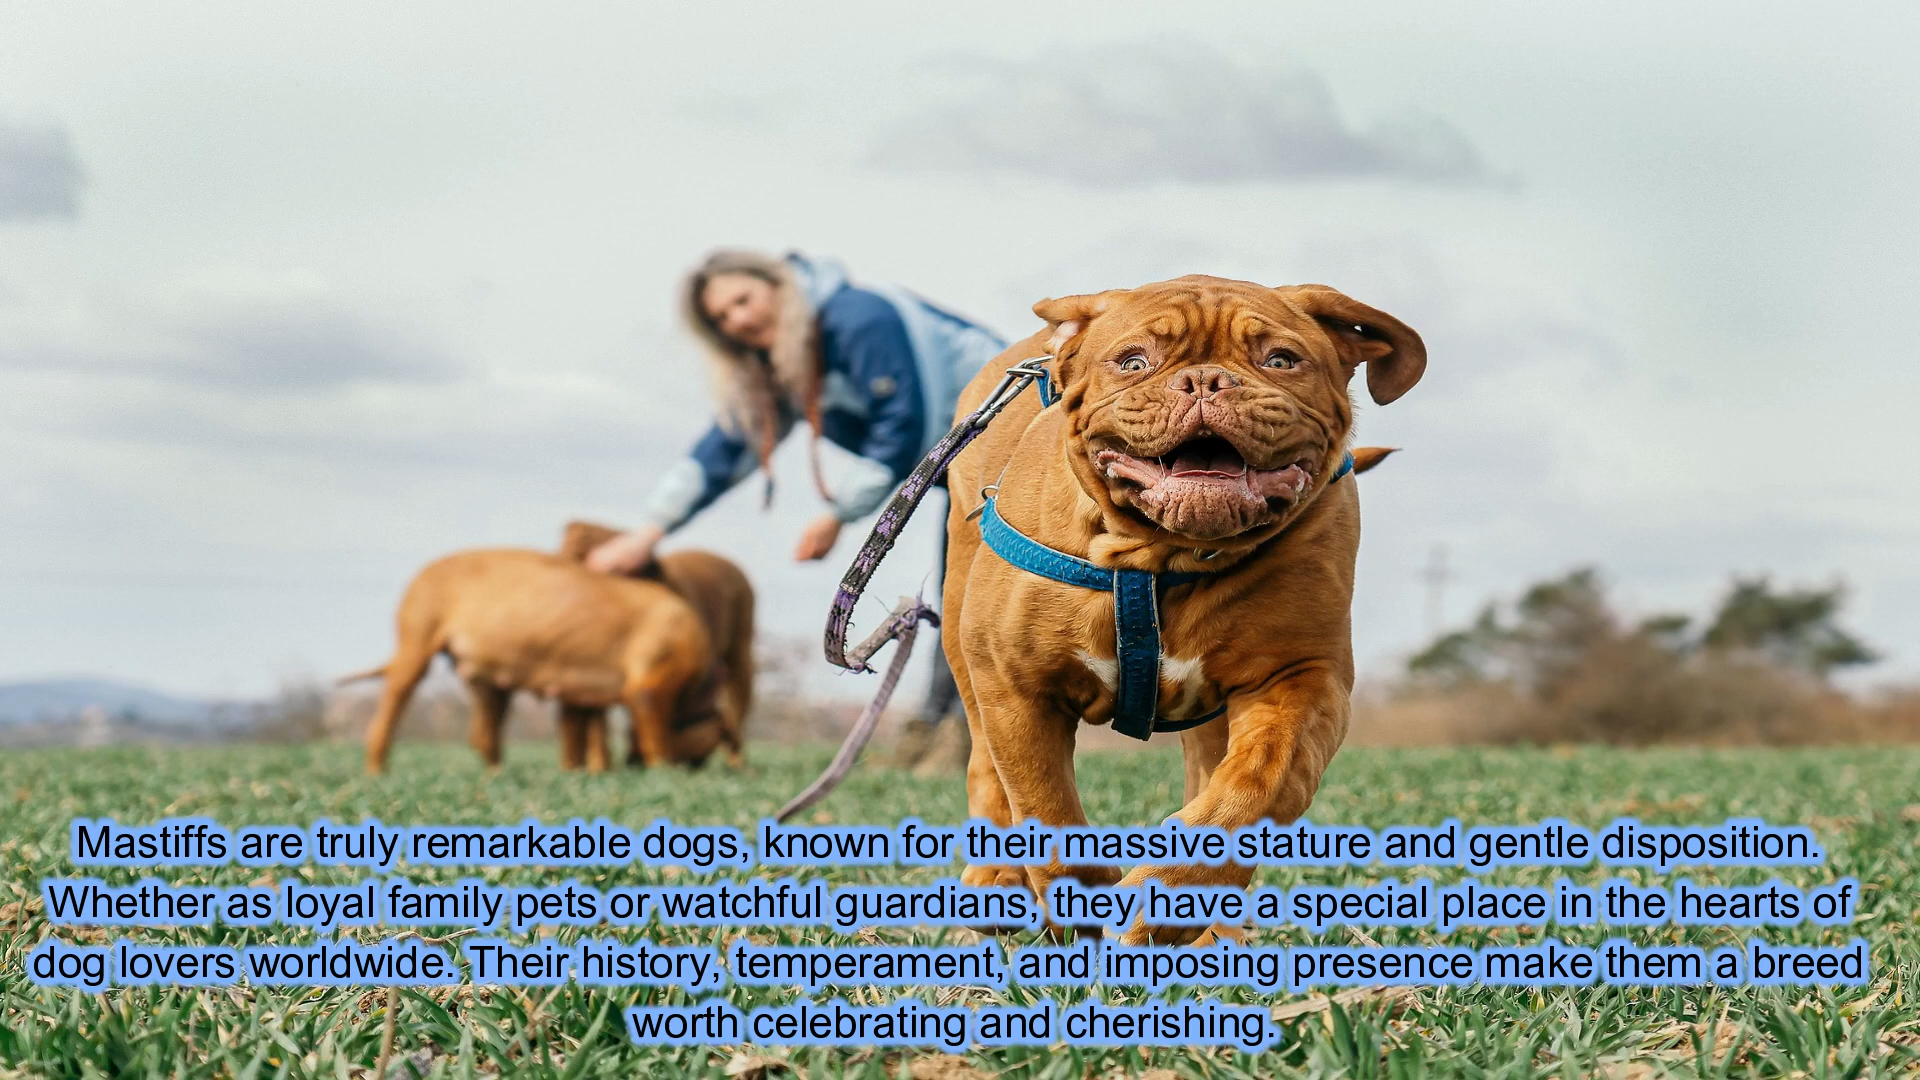 Mastiffs are truly remarkable dogs, known for their massive stature and gentle disposition.
Whether as loyal family pets or watchful guardians, they have a special place in the hearts of
dog lovers worldwide. Their history, temperament, and imposing presence make them a breed
worth celebrating and cherishing.